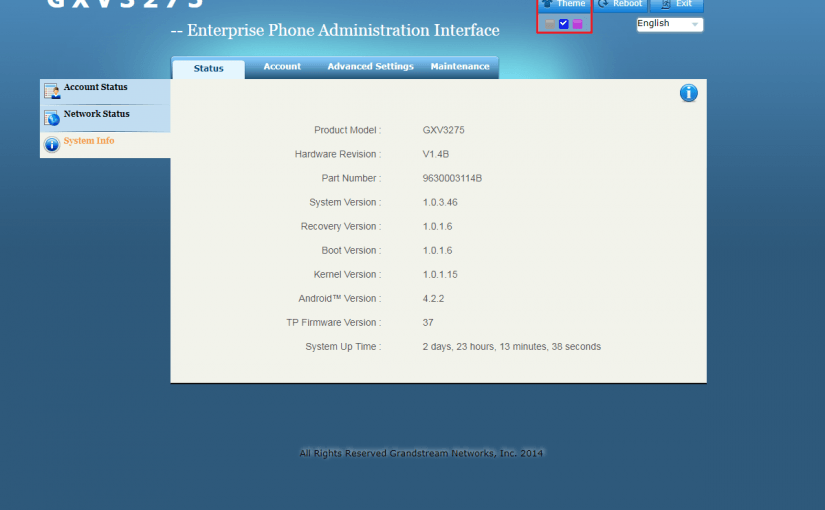 GXV3275
Theme Reboot Exit
-- Enterprise Phone Administration Interface
English
Status Account Advanced Settings Maintenance
Account Status
Network Status
System Info
Product Model : GXV3275
Hardware Revision : V1.4B
Part Number : 9630003114B
System Version : 1.0.3.46
Recovery Version : 1.0.1.6
Boot Version : 1.0.1.6
Kernel Version : 1.0.1.15
Android™ Version : 4.2.2
TP Firmware Version : 37
System Up Time : 2 days, 23 hours, 13 minutes, 38 seconds
All Rights Reserved Grandstream Networks, Inc. 2014